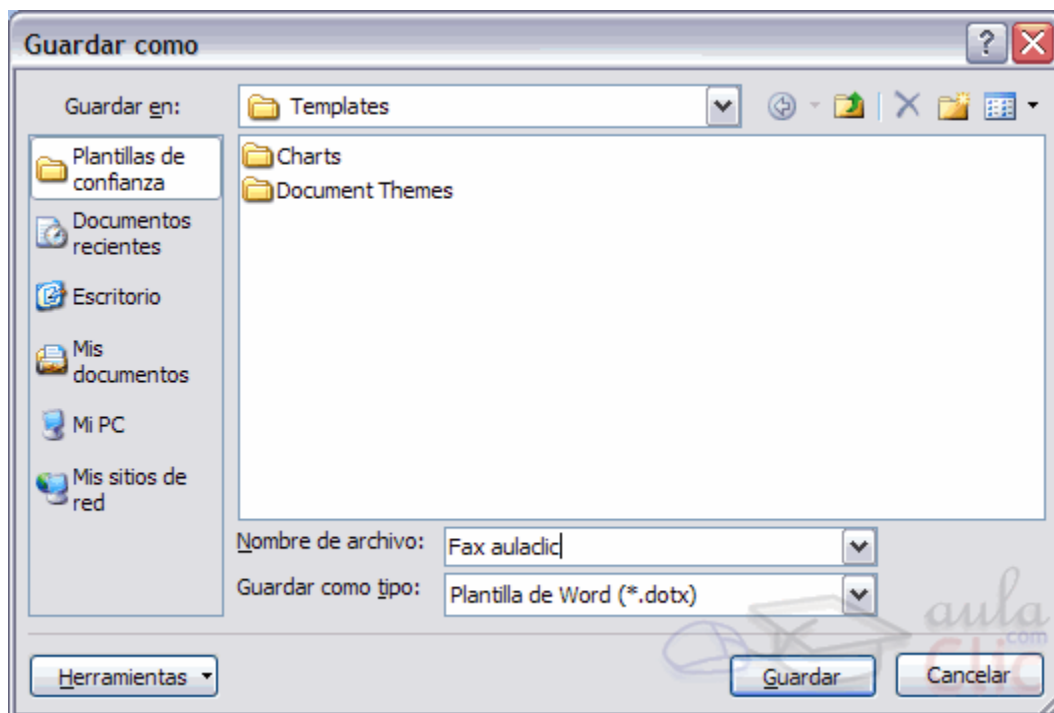 Guardar como
?
Guardar en:
Templates
Plantillas de
confianza
Documentos
recientes
Escritorio
Mis
documentos
Mi PC
Mis sitios de
red
Charts
Document Themes
Nombre de archivo:
Fax aulaclic
Guardar como tipo:
Plantilla de Word (*.dotx)
Herramientas
Guardar
Cancelar
aula
.com
Clic